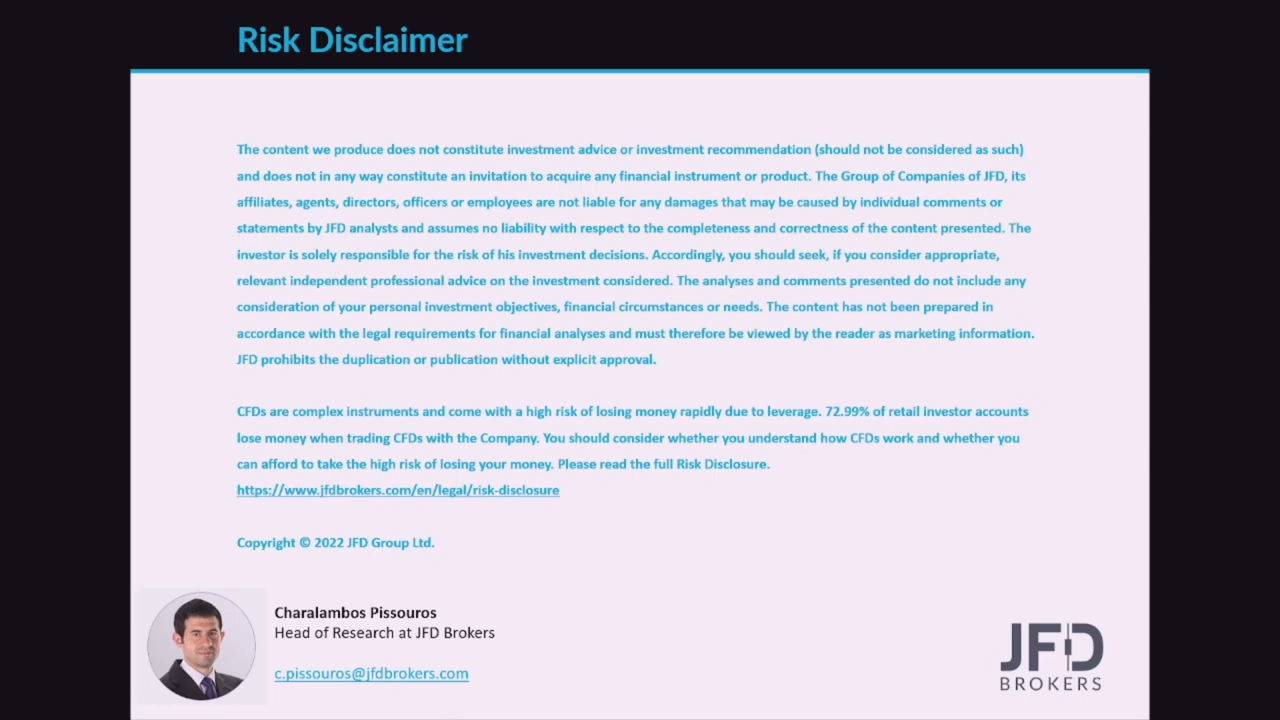 Risk Disclaimer
The content we produce does not constitute investment advice or investment recommendation (should not be considered as such)
and does not in any way constitute an invitation to acquire any financial instrument or product. The Group of Companies of JFD, its
affiliates, agents, directors, officers or employees are not liable for any damages that may be caused by individual comments or
statements by JFD analysts and assumes no liability with respect to the completeness and correctness of the content presented. The
investor is solely responsible for the risk of his investment decisions. Accordingly, you should seek, if you consider appropriate,
relevant independent professional advice on the investment considered. The analyses and comments presented do not include any
consideration of your personal investment objectives, financial circumstances or needs. The content has not been prepared in
accordance with the legal requirements for financial analyses and must therefore be viewed by the reader as marketing information.
JFD prohibits the duplication or publication without explicit approval.
CFDs are complex instruments and come with a high risk of losing money rapidly due to leverage. 72.99% of retail investor accounts
lose money when trading CFDs with the Company. You should consider whether you understand how CFDs work and whether you
can afford to take the high risk of losing your money. Please read the full Risk Disclosure.
https://www.jfdbrokers.com/en/legal/risk-disclosure
Copyright © 2022 JFD Group Ltd.
Charalambos Pissouros
Head of Research at JFD Brokers
c.pissouros@jfdbrokers.com
JFD
BROKERS